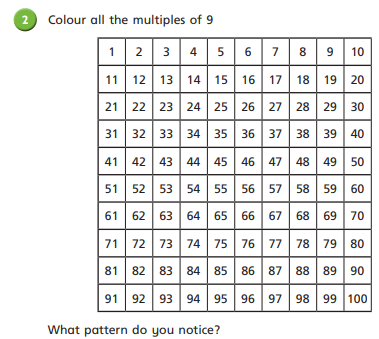 2 Colour all the multiples of 9
1 2 3 4 5 6 7 8 9 10
11 12 13 14 15 16 17 18 19 20
21 22 23 24 25 26 27 28 29 30
31 32 33 34 35 36 37 38 39 40
41 42 43 44 45 46 47 48 49 50
51 52 53 54 55 56 57 58 59 60
61 62 63 64 65 66 67 68 69 70
71 72 73 74 75 76 77 78 79 80
81 82 83 84 85 86 87 88 89 90
91 92 93 94 95 96 97 98 99 100
What pattern do you notice?